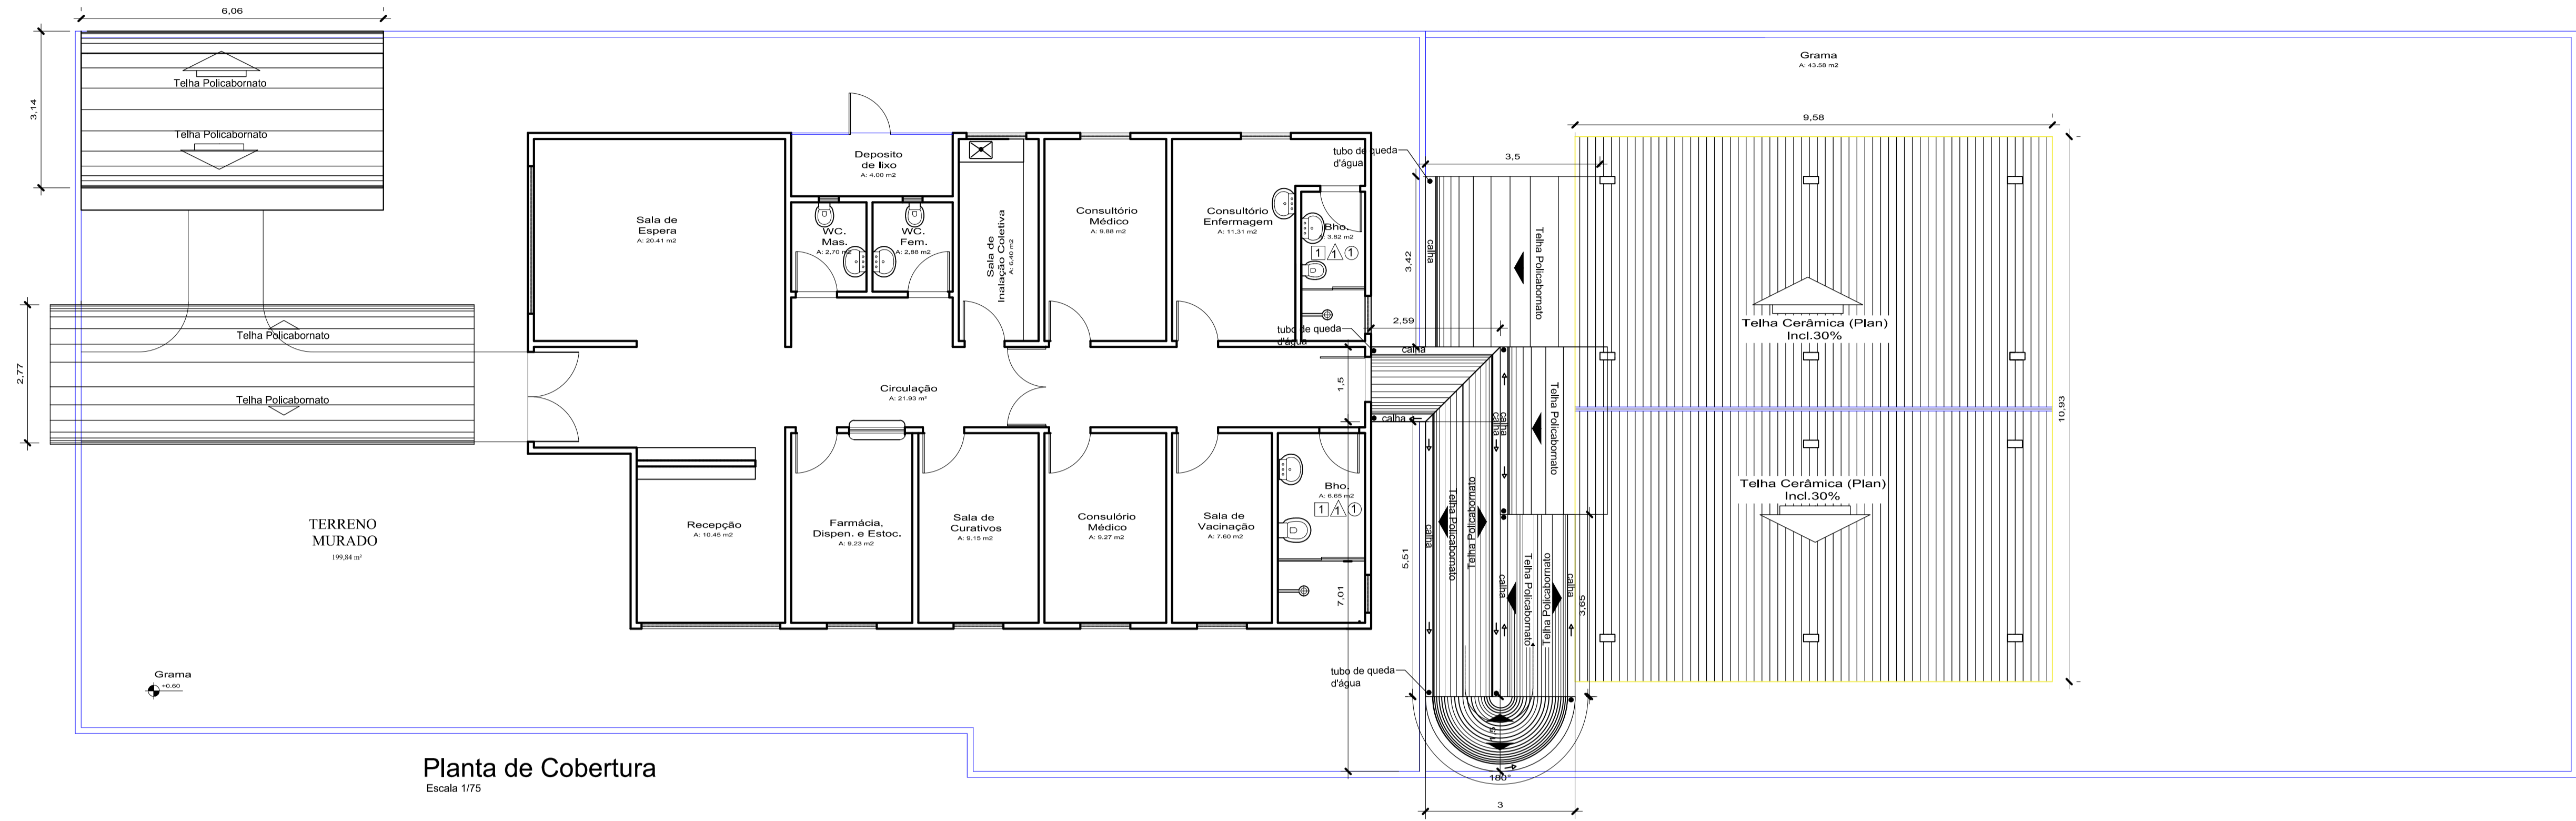 6,06
3,14
Telha Policabornato
Telha Policabornato
2,77
Telha Policabornato
Telha Policabornato
TERRENO
MURADO
199,84 m²
Grama
+0.60
Planta de Cobertura
Escala 1/75
Sala de
Espera
A: 20.41 m2
Deposito
de lixo
A: 4.00 m2
WC.
Mas.
A: 2,70 m2
WC.
Fem.
A: 2,88 m2
Sala de
Inalação Coletiva
A: 6,40 m2
Consultório
Médico
A: 9.88 m2
Consultório
Enfermagem
A: 11.31 m2
Bho.
A: 3.82 m2
1 1 1
Circulação
A: 21.93 m²
Recepção
A: 10.45 m2
Farmácia,
Dispen. e Estoc.
A: 9.23 m2
Sala de
Curativos
A: 9.15 m2
Consulório
Médico
A: 9.27 m2
Sala de
Vacinação
A: 7.60 m2
Bho.
A: 6.65 m2
1 1 1
tubo de queda
d'água
3,5
3,42
calha
Telha Policabornato
tubo de queda
d'água
2,59
calha
1,5
calha
calha
calha
Telha Policabornato
5,51
7,01
calha
Telha Policabornato
Telha Policabornato
calha
Telha Policabornato
Telha Policabornato
calha
3,65
tubo de queda
d'água
1,5
180°
3
Grama
A: 43.58 m2
9,58
10,93
Telha Cerâmica (Plan)
Incl.30%
Telha Cerâmica (Plan)
Incl.30%